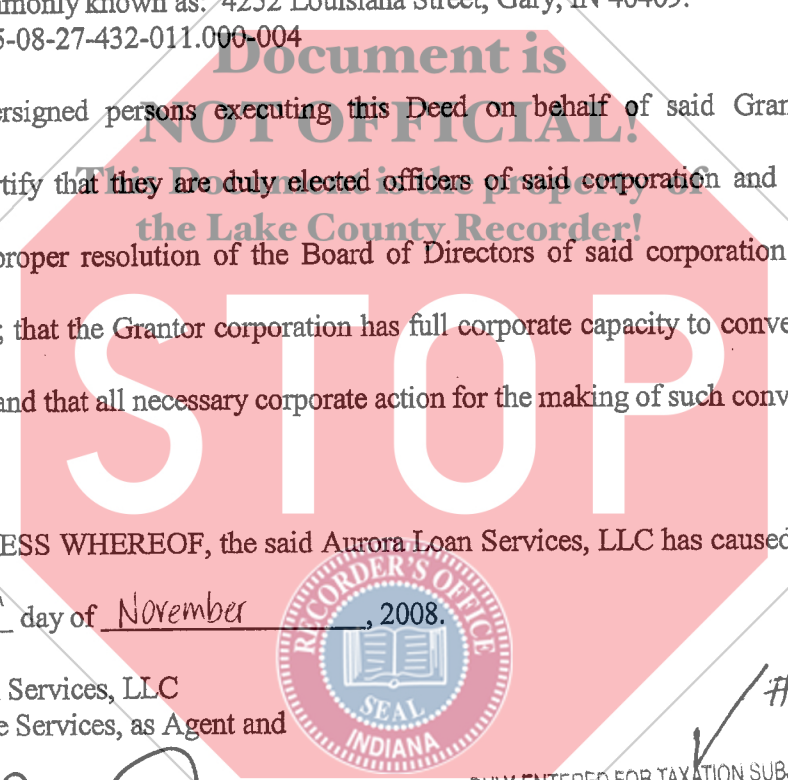 monly known as: 4232 Louisiana Street, Gary, IN 46409.
5-08-27-432-011.000-004
Document is
ersigned persons executing this Deed on behalf of said Gran
NOT OFFICIAL!
rtify that they are duly elected officers of said corporation and
This Document is the property of
the Lake County Recorder!
proper resolution of the Board of Directors of said corporation
; that the Grantor corporation has full corporate capacity to conve
STOP
and that all necessary corporate action for the making of such conv
ESS WHEREOF, the said Aurora Loan Services, LLC has caused
day of November, 2008.
RECORDER'S OFFICE
SEAL
INDIANA
Services, LLC
e Services, as Agent and
#
DULY ENTERED FOR TAXATION SUB